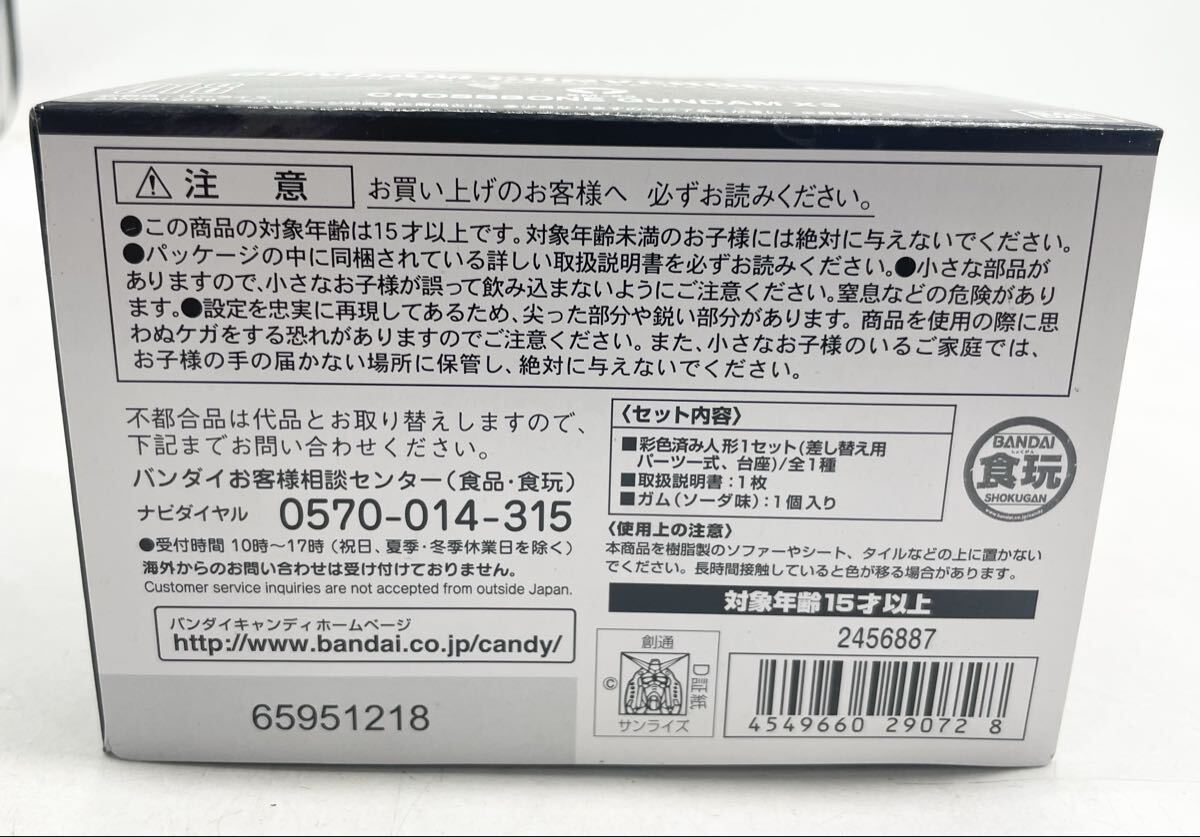 CROSSBONE GUNDAM X3
⚠注 意 お買い上げのお客様へ 必ずお読みください。
●この商品の対象年齢は15才以上です。対象年齢未満のお子様には絶対に与えないでください。
●パッケージの中に同梱されている詳しい取扱説明書を必ずお読みください。●小さな部品が
ありますので、小さなお子様が誤って飲み込まないようにご注意ください。窒息などの危険があり
ます。●設定を忠実に再現してあるため、尖った部分や鋭い部分があります。商品を使用の際に思
わぬケガをする恐れがありますのでご注意ください。また、小さなお子様のいるご家庭では、
お子様の手の届かない場所に保管し、絶対に与えないでください。
不都合品は代品とお取り替えしますので、
下記までお問い合わせください。
バンダイお客様相談センター(食品・食玩)
ナビダイヤル 0570-014-315
●受付時間 10時〜17時(祝日、夏季・冬季休業日を除く)
海外からのお問い合わせは受け付けておりません。
Customer service inquiries are not accepted from outside Japan.
バンダイキャンディホームページ
http://www.bandai.co.jp/candy/
65951218
〈セット内容〉
■彩色済み人形1セット(差し替え用
パーツ一式、台座)/全1種
■取扱説明書：1枚
■ガム(ソーダ味)：1個入り
BANDAI
しょくがん
食玩
SHOKUGAN
www.bandai.co.jp/candy
〈使用上の注意〉
本商品を樹脂製のソファーやシート、タイルなどの上に置かない
でください。長時間接触していると色が移る場合があります。
対象年齢15才以上
創通
©
サンライズ
D証紙
2456887
4549660 29072 8